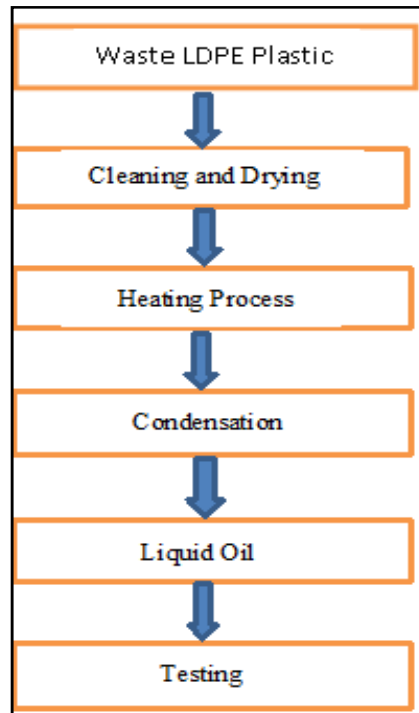 Waste LDPE Plastic
Cleaning and Drying
Heating Process
Condensation
Liquid Oil
Testing